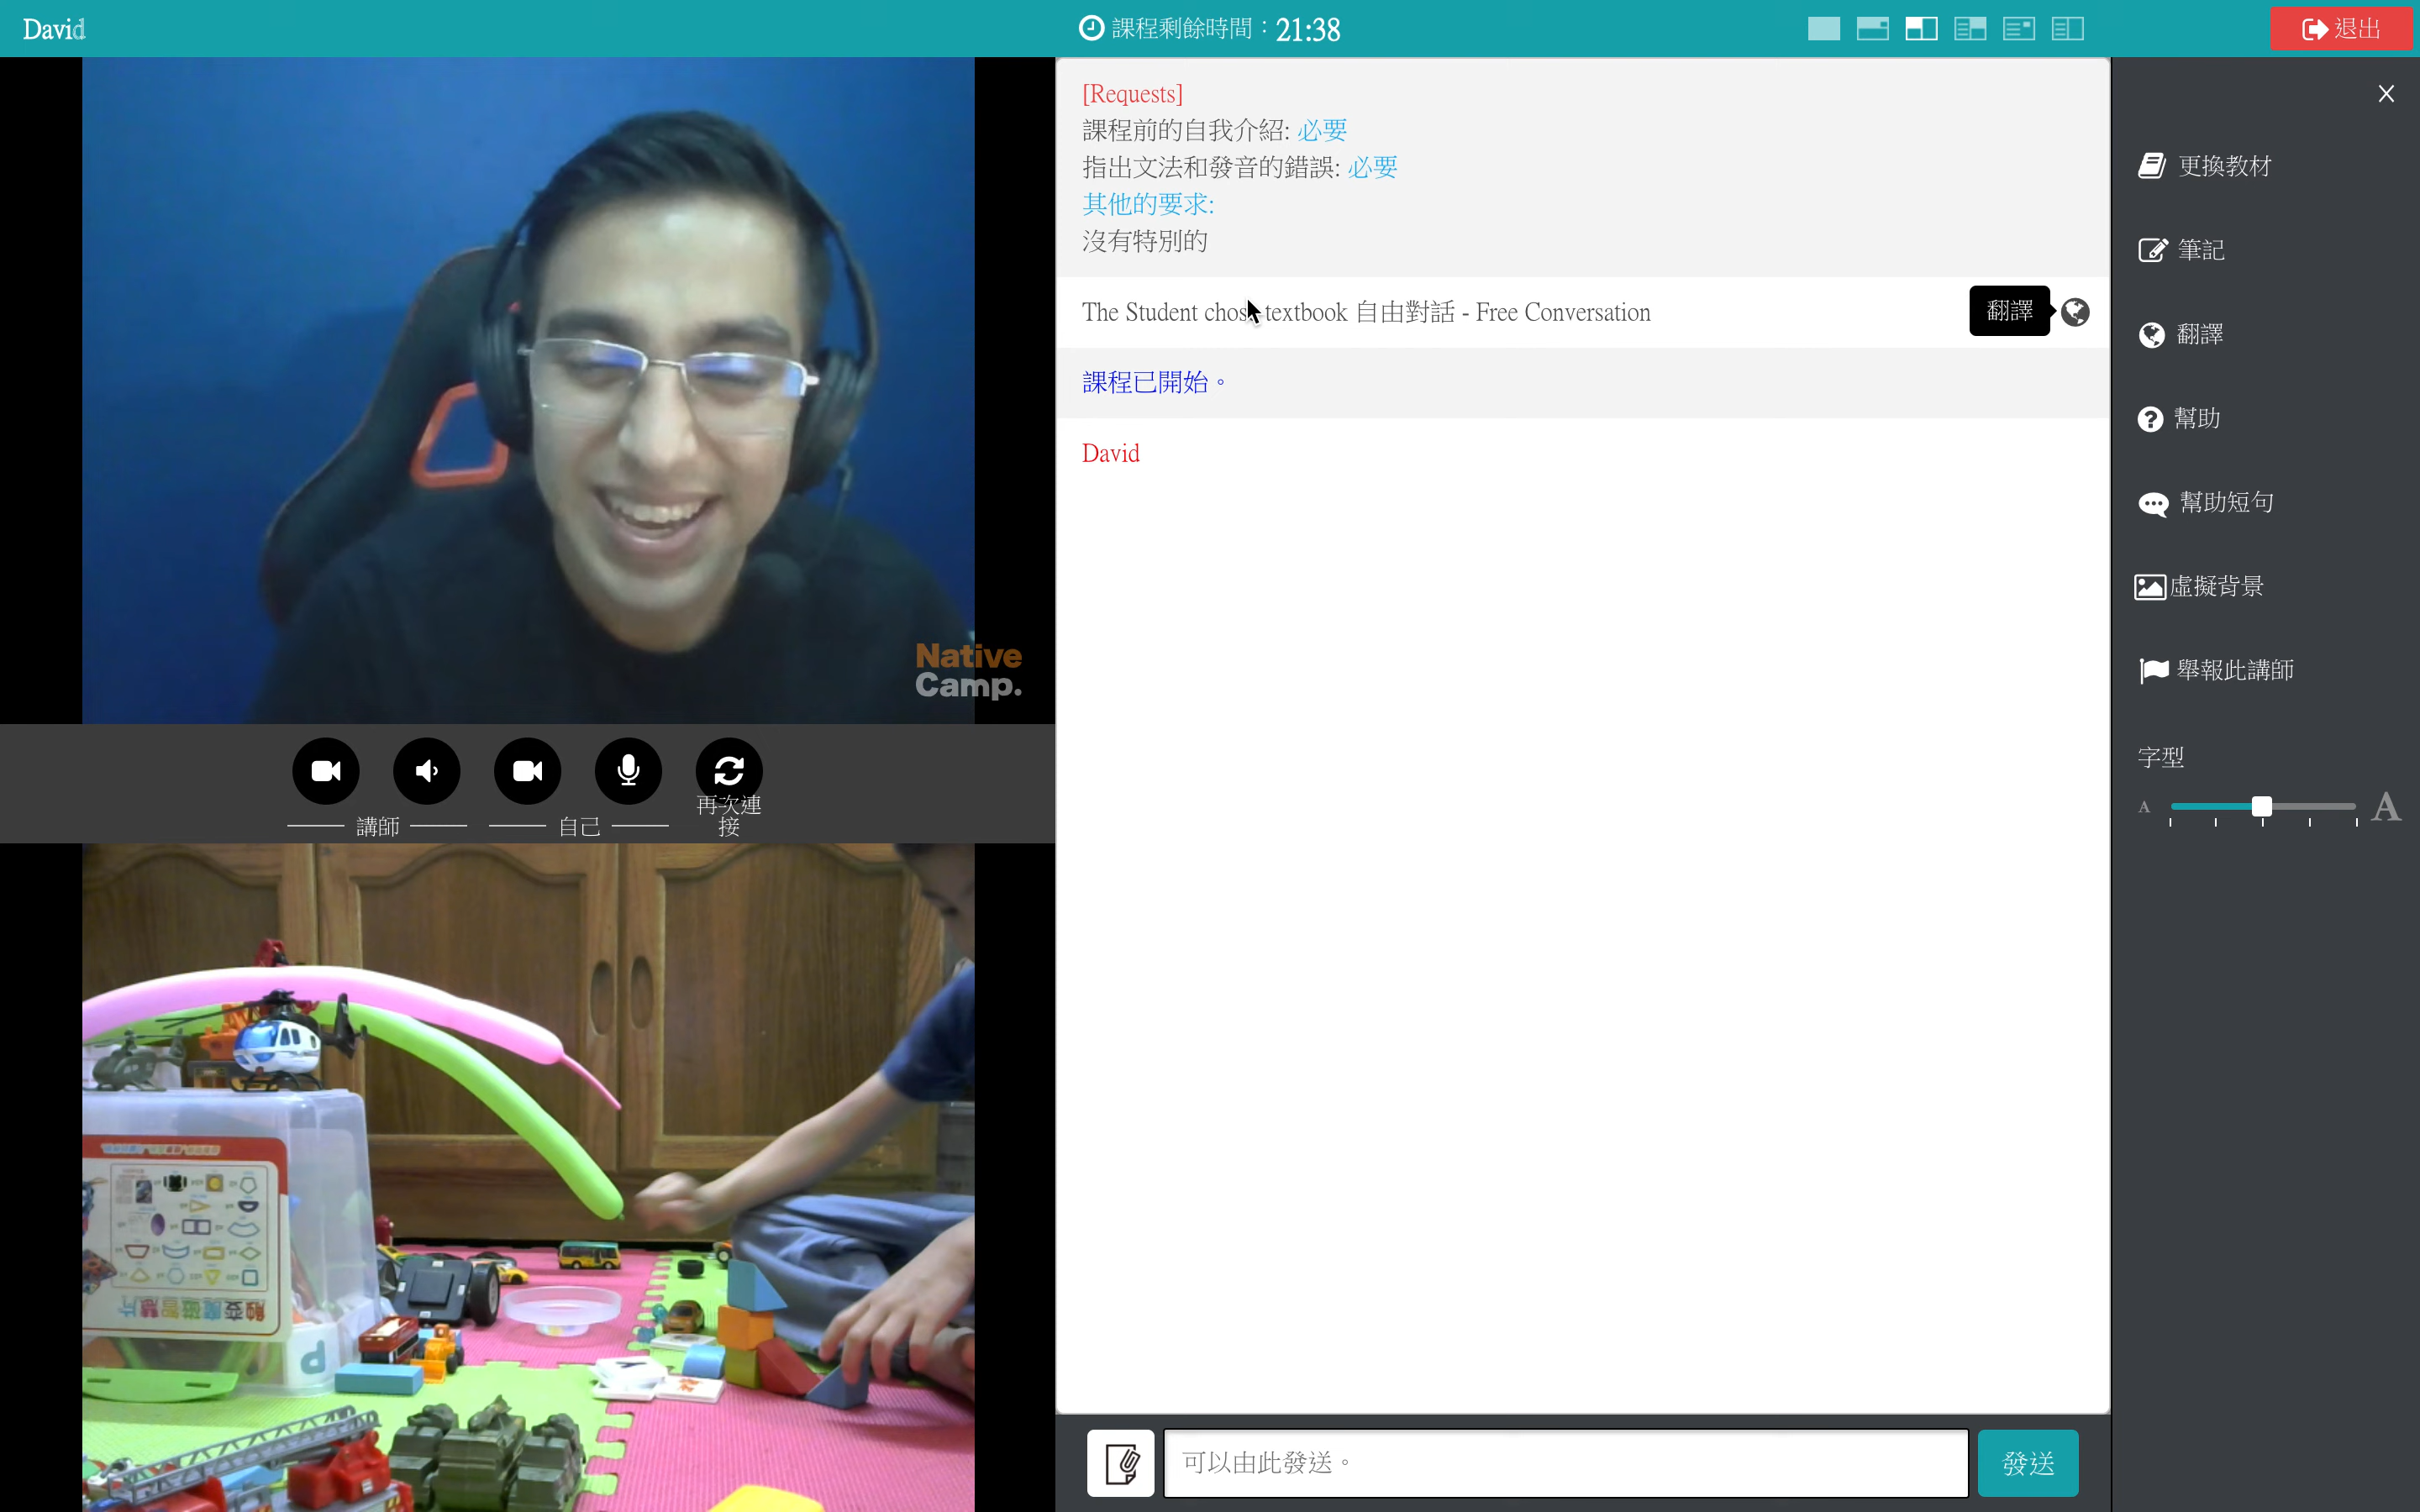 David
課程剩餘時間：21:38
退出
[Requests]
課程前的自我介紹: 必要
指出文法和發音的錯誤: 必要
其他的要求:
沒有特別的
The Student chose textbook 自由對話 - Free Conversation
翻譯
課程已開始。
David
Native
Camp.
講師
自己
再次連
接
可以由此發送。
發送
更換教材
筆記
翻譯
幫助
幫助短句
虛擬背景
舉報此講師
字型
A
A